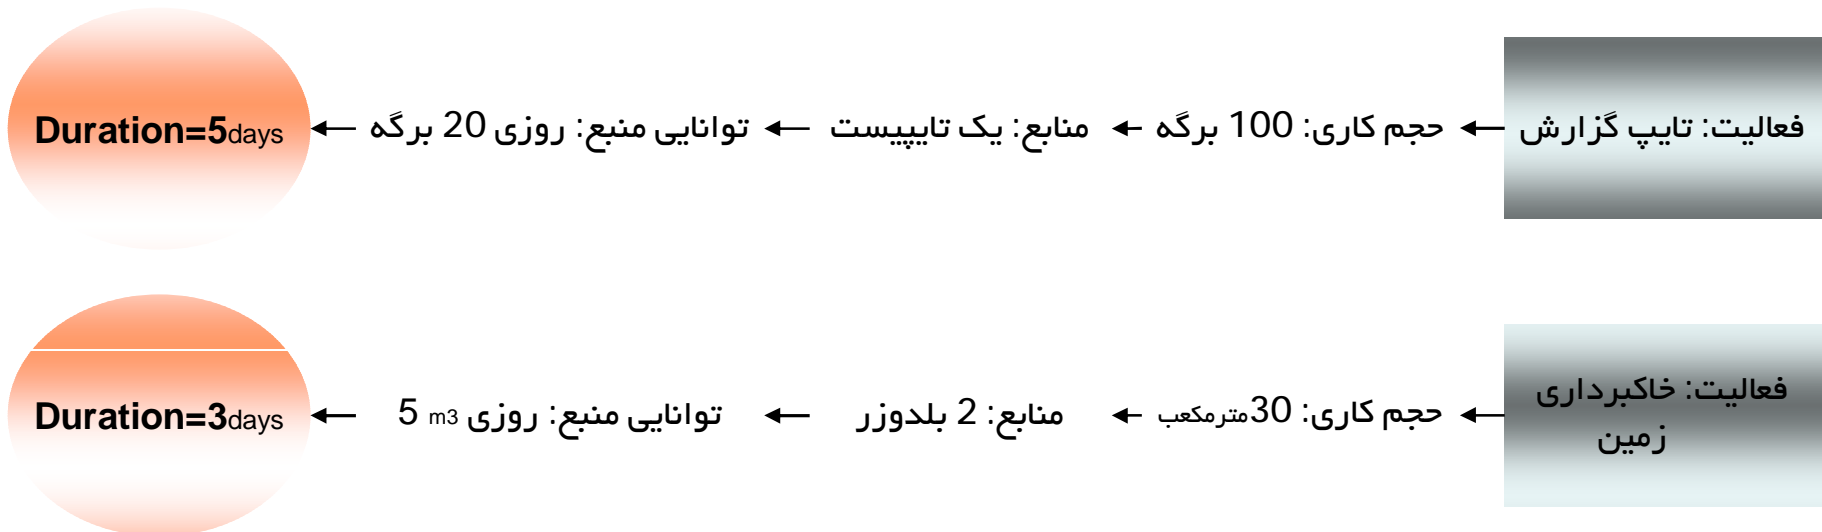 فعالیت: تایپ گزارش
حجم کاری: 100 برگه
منابع: یک تایپیست
توانایی منبع: روزی 20 برگه
Duration=5days
فعالیت: خاکبرداری
زمین
حجم کاری: 30مترمکعب
منابع: 2 بلدوزر
توانایی منبع: روزی 5 m3
Duration=3days